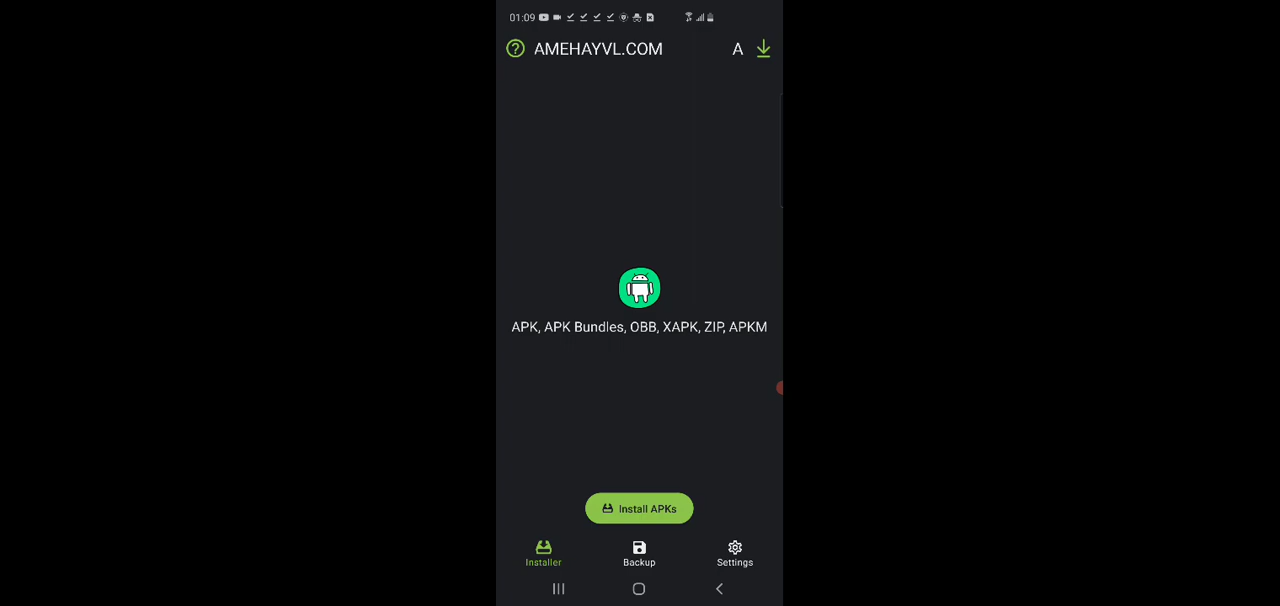 01:09
AMEHAYVL.COM
A
APK, APK Bundles, OBB, XAPK, ZIP, APKM
Install APKs
Installer
Backup
Settings